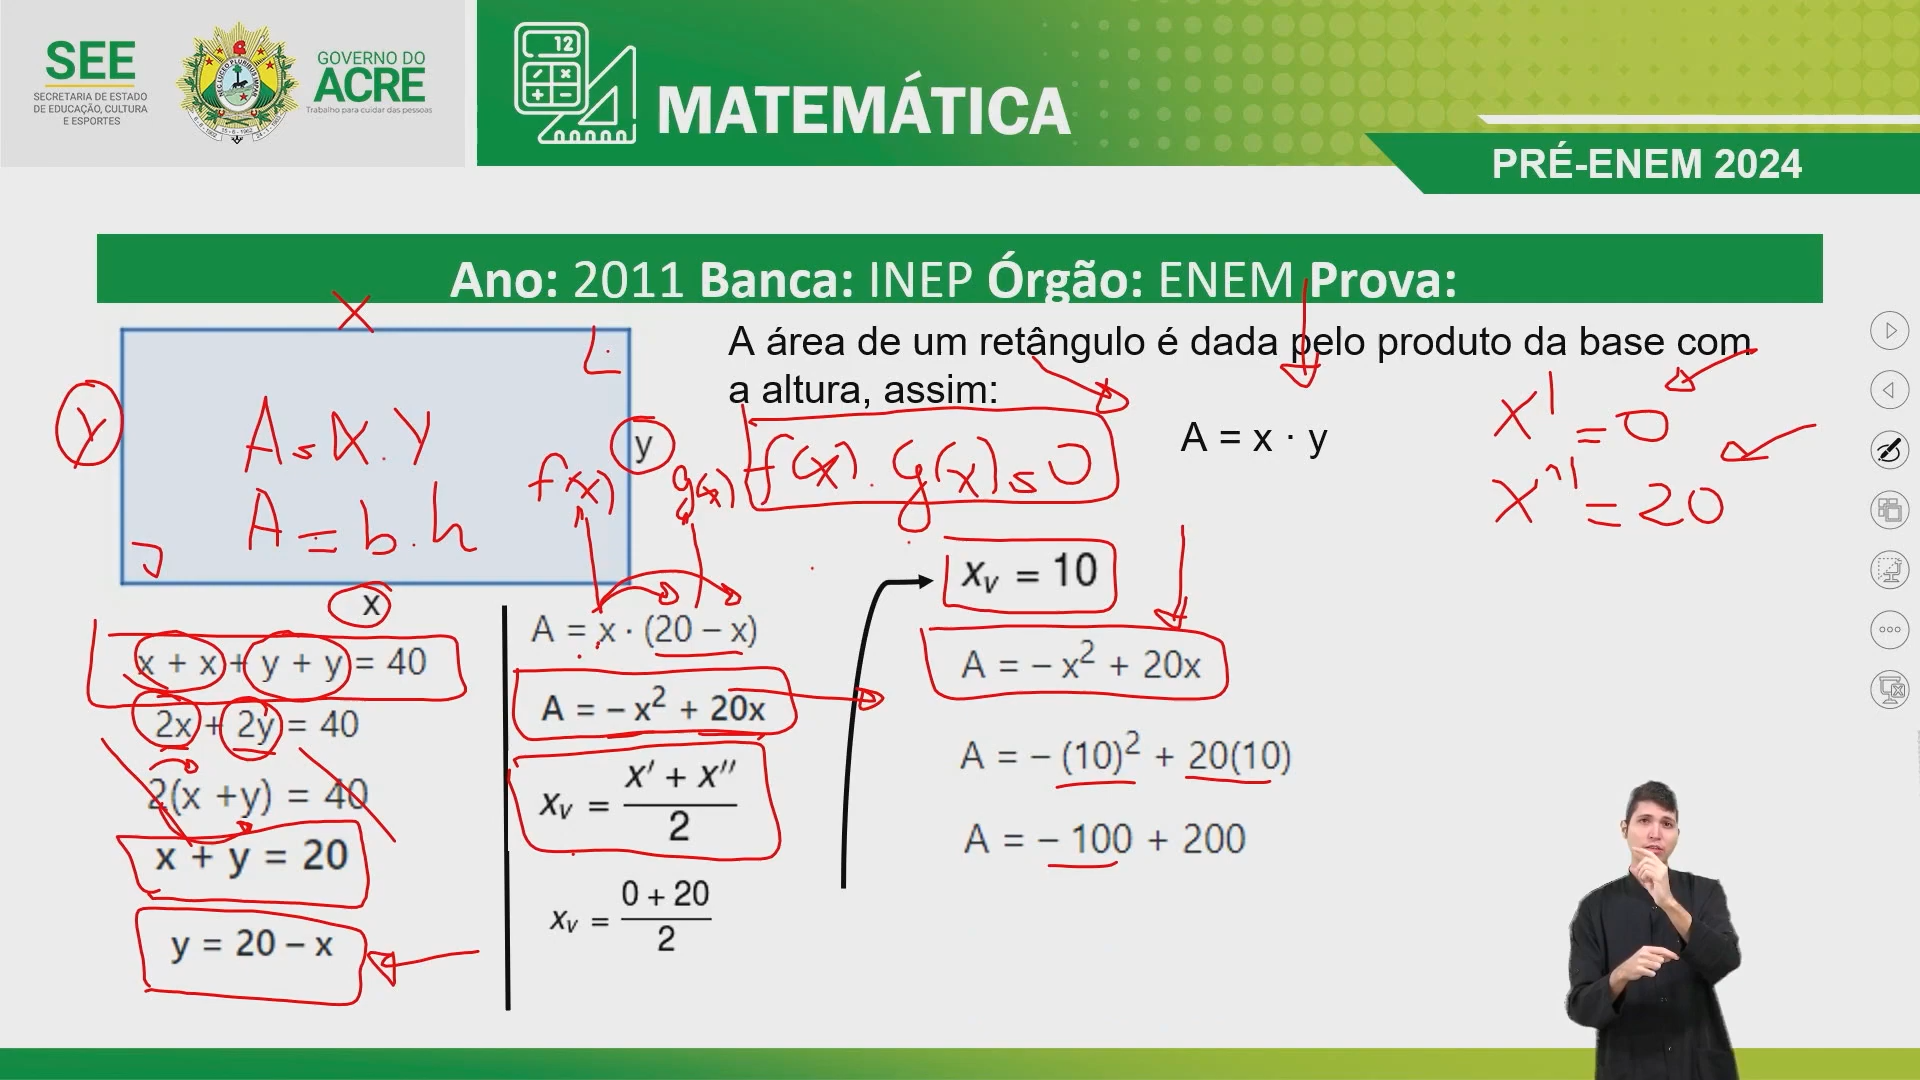 SEE
SECRETARIA DE ESTADO
DE EDUCAÇÃO, CULTURA
E ESPORTES
GOVERNO DO
ACRE
Trabalho para cuidar das pessoas
12
MATEMÁTICA
PRÉ-ENEM 2024
Ano: 2011 Banca: INEP Órgão: ENEM Prova:
A área de um retângulo é dada pelo produto da base com
a altura, assim:
A = x · y
x' = 0
x'' = 20
x
y
y
A = x . y
A = b . h
x
f(x)
g(x)
f(x) . g(x) = 0
x + x + y + y = 40
2x + 2y = 40
2(x +y) = 40
x + y = 20
y = 20 – x
A = x · (20 – x)
A = – x² + 20x
xᵥ = (x′ + x″)/2
xᵥ = (0 + 20)/2
xᵥ = 10
A = – x² + 20x
A = – (10)² + 20(10)
A = – 100 + 200